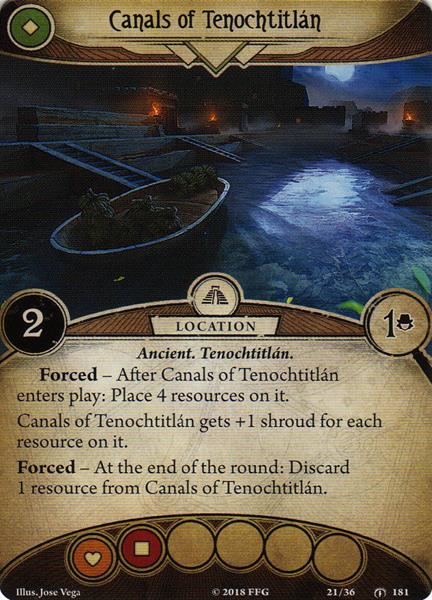 Canals of Tenochtitlán
2
1
LOCATION
Ancient. Tenochtitlán.
Forced – After Canals of Tenochtitlán
enters play: Place 4 resources on it.
Canals of Tenochtitlán gets +1 shroud for each
resource on it.
Forced – At the end of the round: Discard
1 resource from Canals of Tenochtitlán.
Illus. Jose Vega
© 2018 FFG
21/36
181